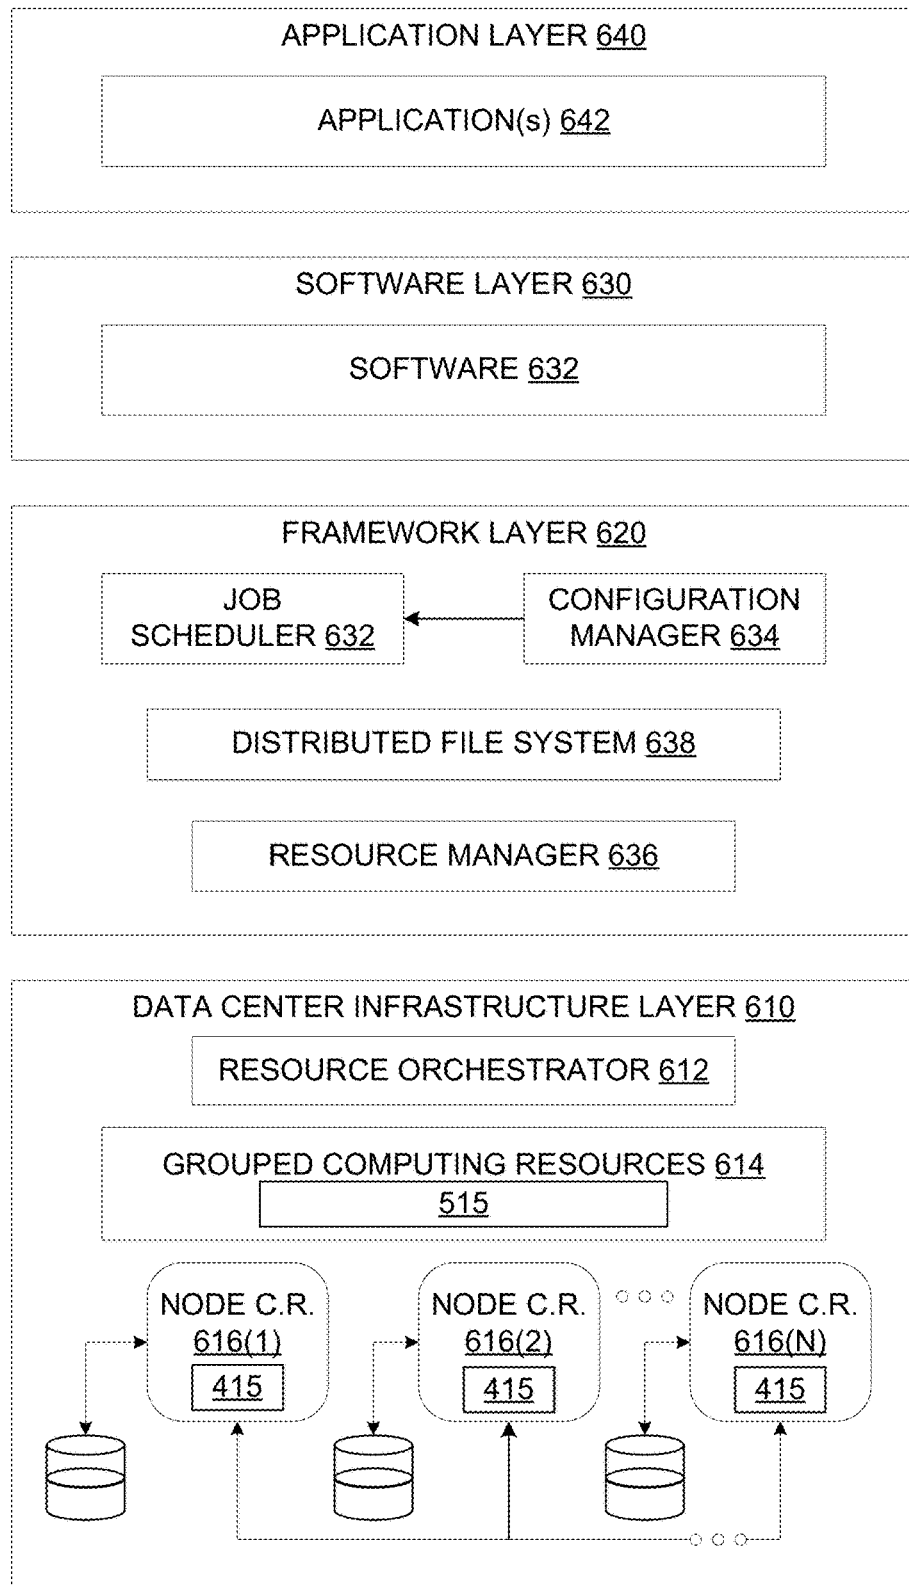 APPLICATION LAYER 640
APPLICATION(s) 642
SOFTWARE LAYER 630
SOFTWARE 632
FRAMEWORK LAYER 620
JOB
SCHEDULER 632
CONFIGURATION
MANAGER 634
DISTRIBUTED FILE SYSTEM 638
RESOURCE MANAGER 636
DATA CENTER INFRASTRUCTURE LAYER 610
RESOURCE ORCHESTRATOR 612
GROUPED COMPUTING RESOURCES 614
515
NODE C.R.
616(1)
415
NODE C.R.
616(2)
415
NODE C.R.
616(N)
415